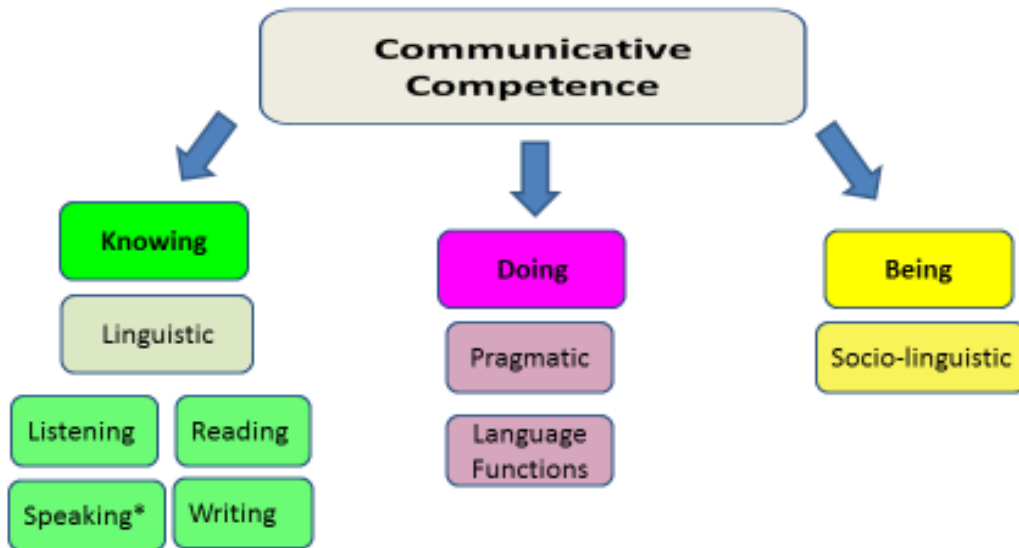 Communicative
Competence
Knowing
Doing
Being
Linguistic
Pragmatic
Socio-linguistic
Listening
Reading
Language
Functions
Speaking*
Writing